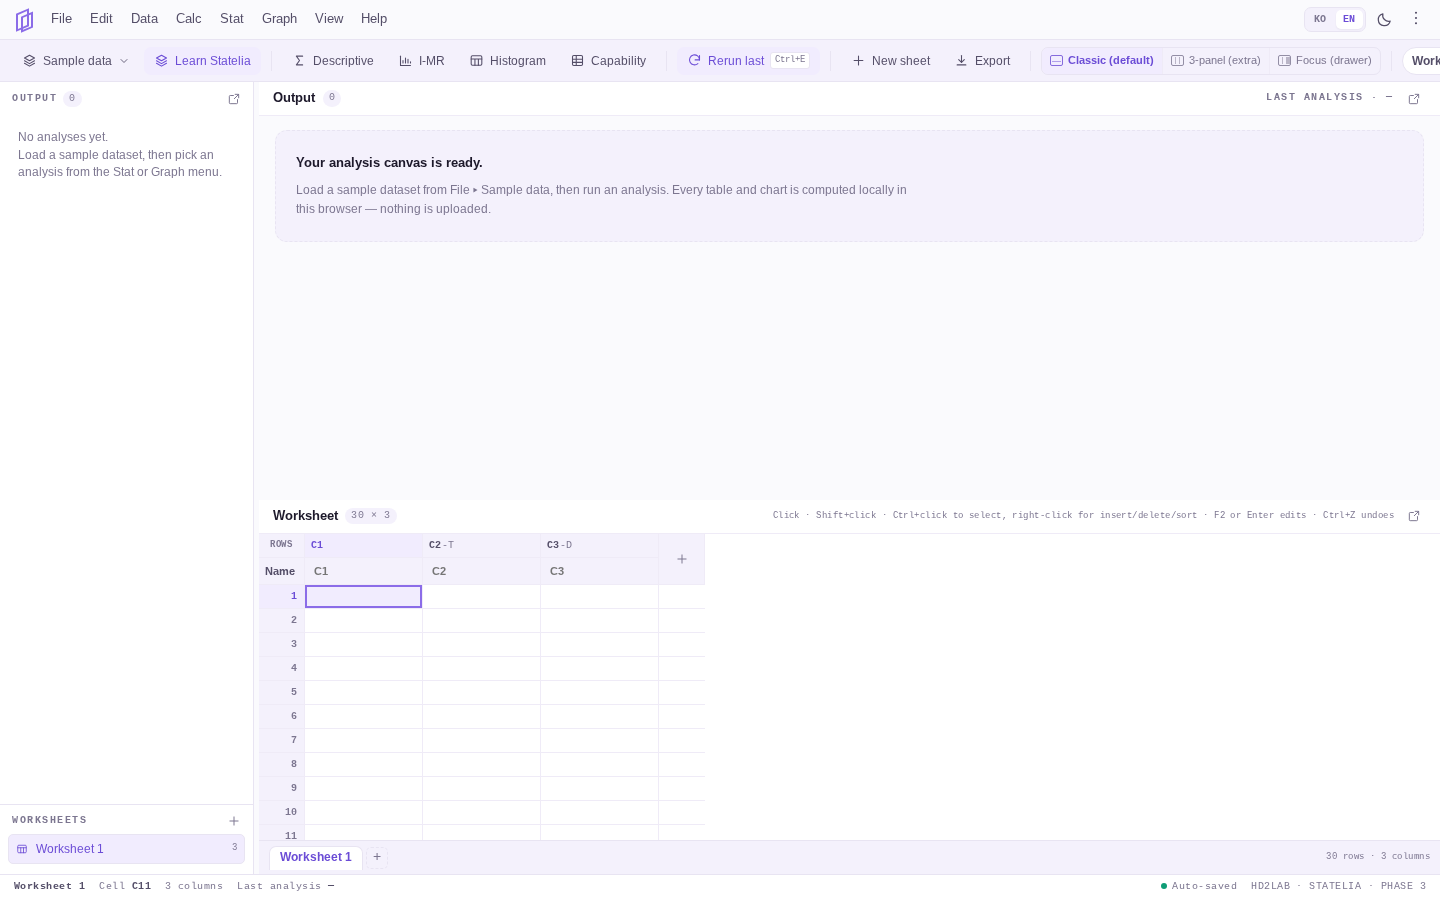 File Edit Data Calc Stat Graph View Help KO EN
Sample data Learn Statelia Descriptive I-MR Histogram Capability Rerun last Ctrl+E New sheet Export Classic (default) 3-panel (extra) Focus (drawer) Work
OUTPUT 0
No analyses yet.
Load a sample dataset, then pick an
analysis from the Stat or Graph menu.
Output 0 LAST ANALYSIS · —
Your analysis canvas is ready.
Load a sample dataset from File ▸ Sample data, then run an analysis. Every table and chart is computed locally in
this browser — nothing is uploaded.
Worksheet 30 × 3 Click · Shift+click · Ctrl+click to select, right-click for insert/delete/sort · F2 or Enter edits · Ctrl+Z undoes
ROWS C1 C2-T C3-D +
Name C1 C2 C3
1
2
3
4
5
6
7
8
9
10
11
WORKSHEETS +
Worksheet 1 3
Worksheet 1 + 30 rows · 3 columns
Worksheet 1 Cell C11 3 columns Last analysis — Auto-saved HD2LAB · STATELIA · PHASE 3